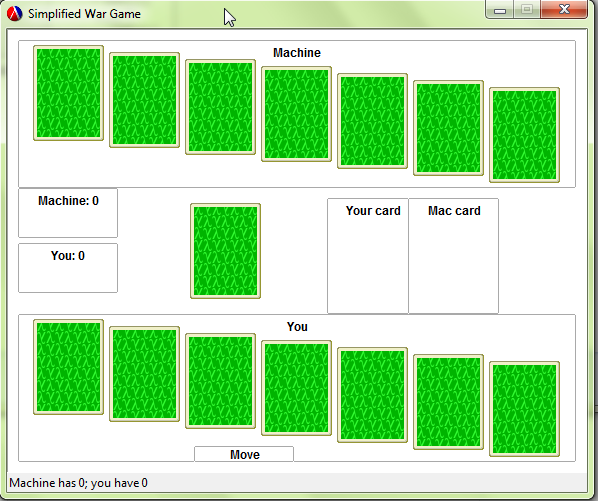 Simplified War Game
Machine
Machine: 0
Your card
Mac card
You: 0
You
Move
Machine has 0; you have 0